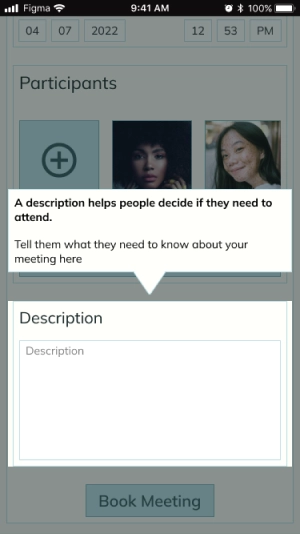 Figma 9:41 AM 100%
04 07 2022 12 53 PM
Participants
A description helps people decide if they need to
attend.
Tell them what they need to know about your
meeting here
Description
Description
Book Meeting